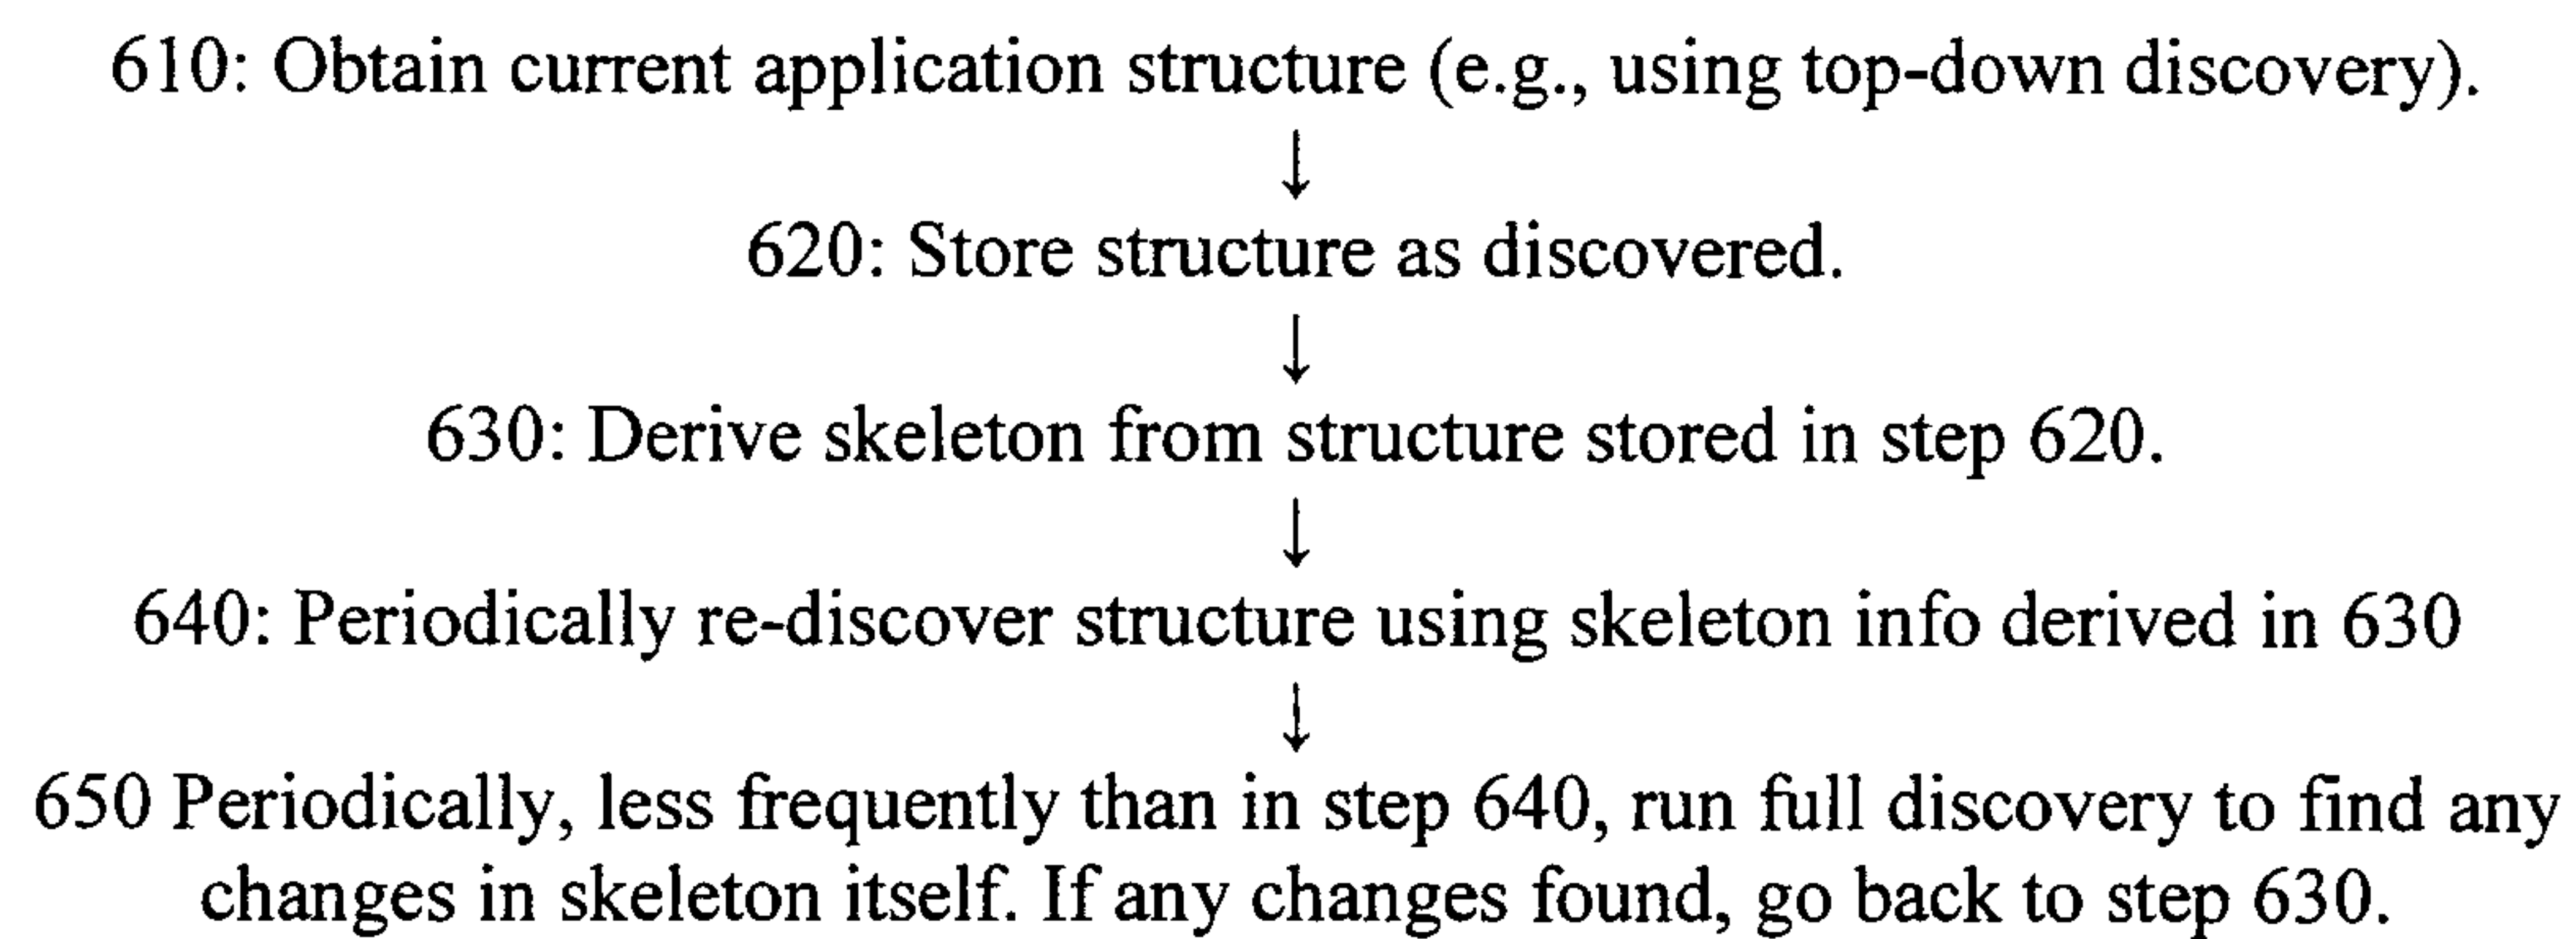 610: Obtain current application structure (e.g., using top-down discovery).
↓
620: Store structure as discovered.
↓
630: Derive skeleton from structure stored in step 620.
↓
640: Periodically re-discover structure using skeleton info derived in 630
↓
650 Periodically, less frequently than in step 640, run full discovery to find any
changes in skeleton itself. If any changes found, go back to step 630.